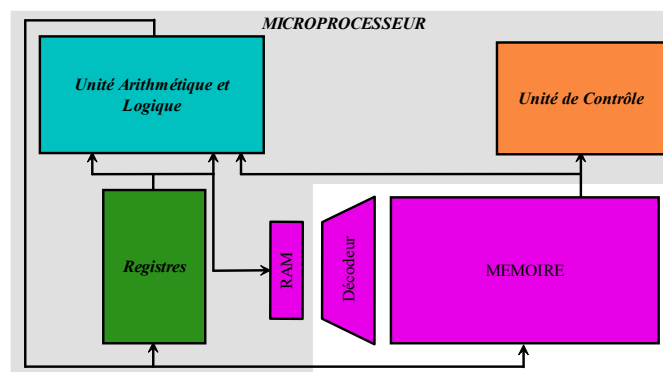 MICROPROCESSEUR
Unité Arithmétique et
Logique
Unité de Contrôle
Registres
RAM
Décodeur
MEMOIRE